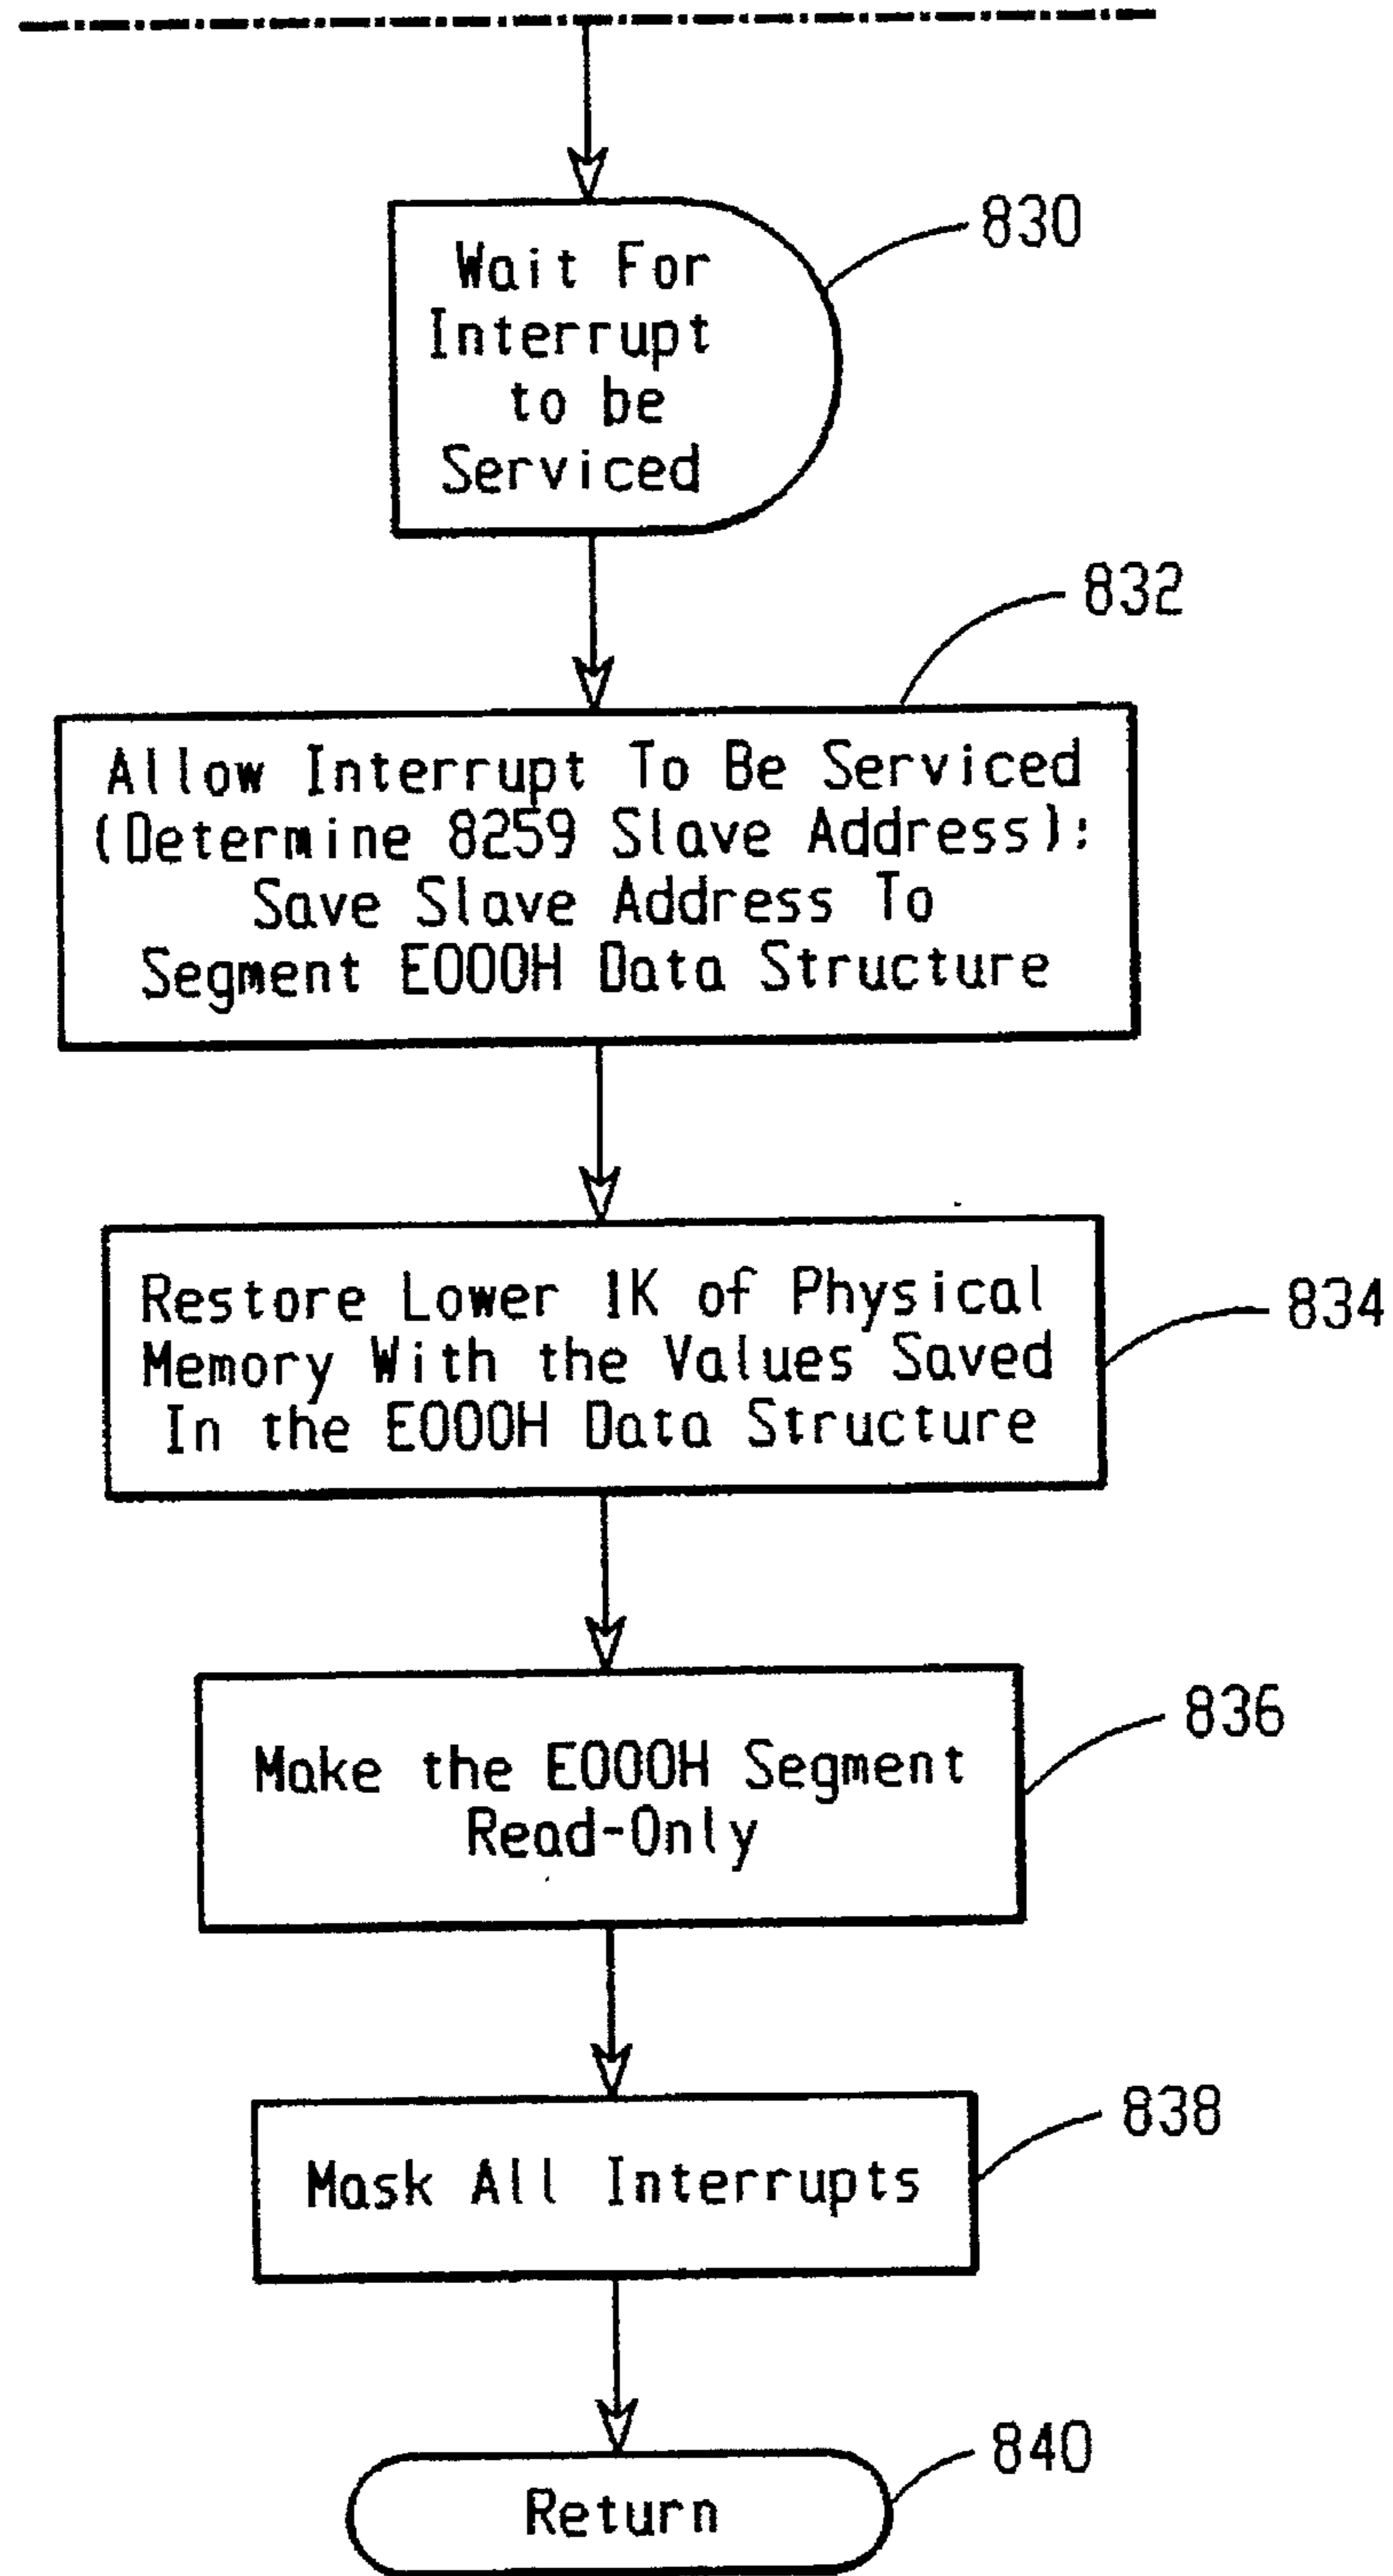 Wait For
Interrupt
to be
Serviced
830
832
Allow Interrupt To Be Serviced
(Determine 8259 Slave Address);
Save Slave Address To
Segment E000H Data Structure
Restore Lower 1K of Physical
Memory With the Values Saved
In the E000H Data Structure
834
Make the E000H Segment
Read-Only
836
Mask All Interrupts
838
Return
840